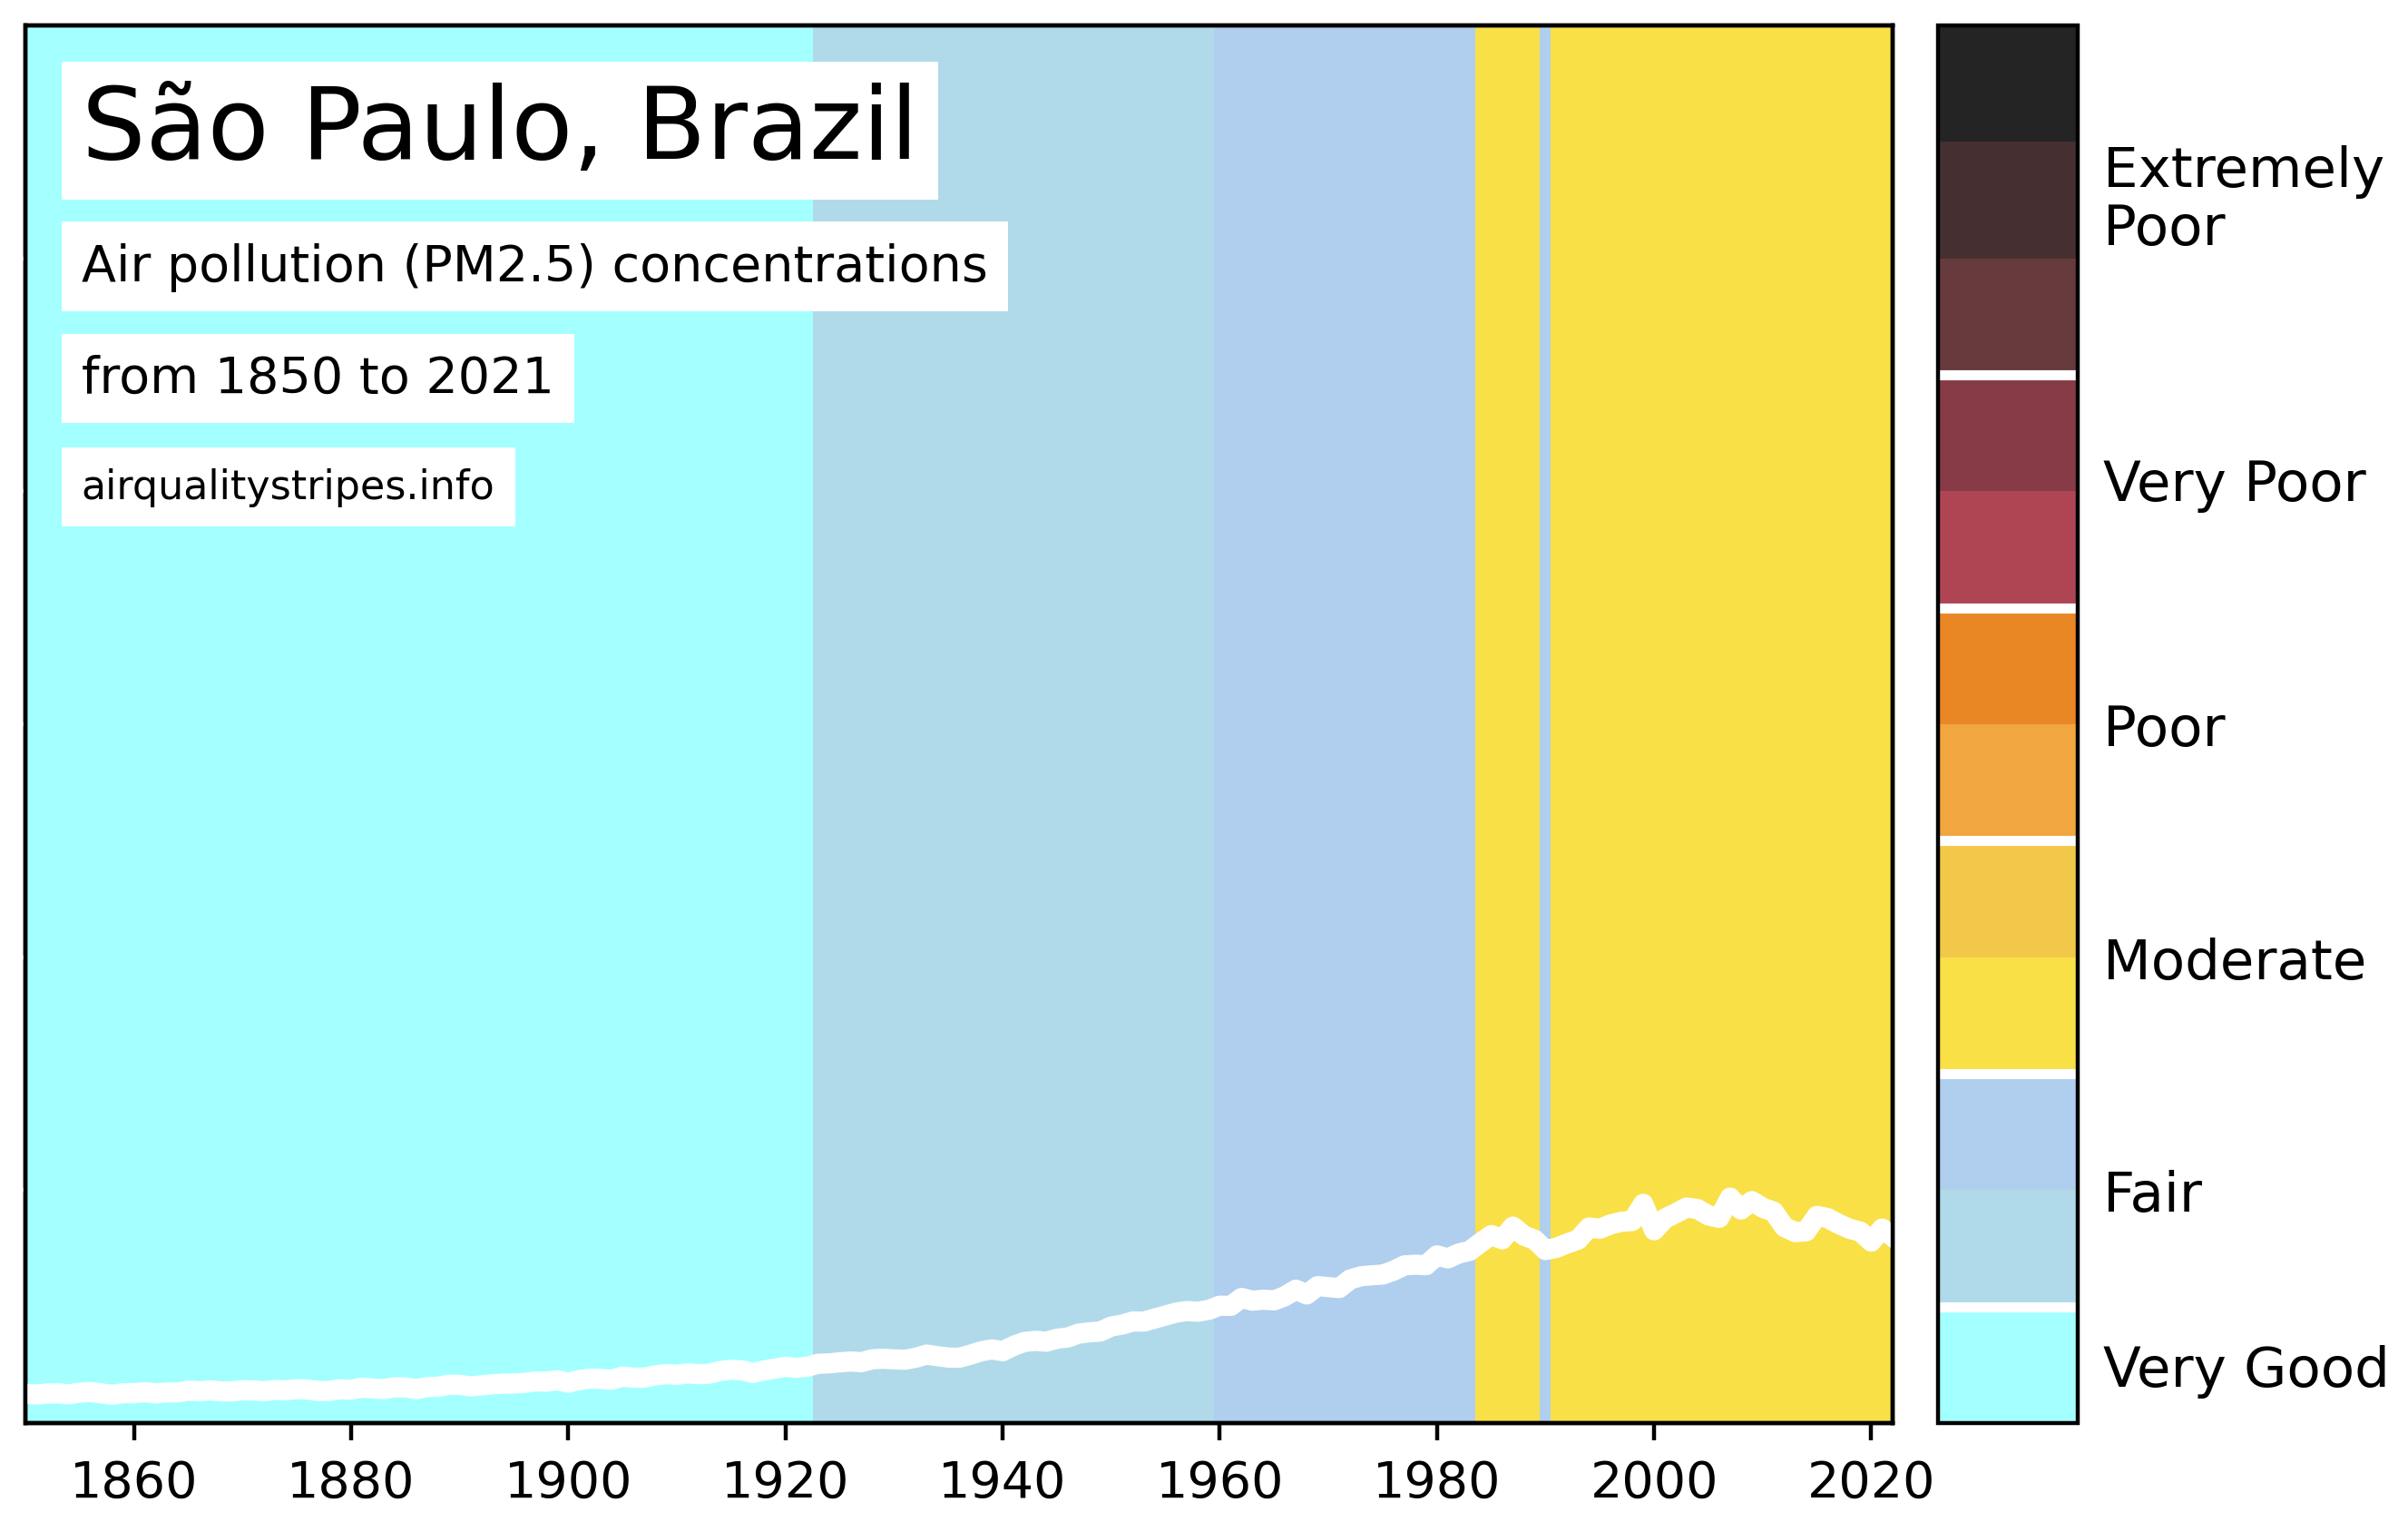 São Paulo, Brazil
Air pollution (PM2.5) concentrations
from 1850 to 2021
airqualitystripes.info
Extremely
Poor
Very Poor
Poor
Moderate
Fair
Very Good
1860 1880 1900 1920 1940 1960 1980 2000 2020